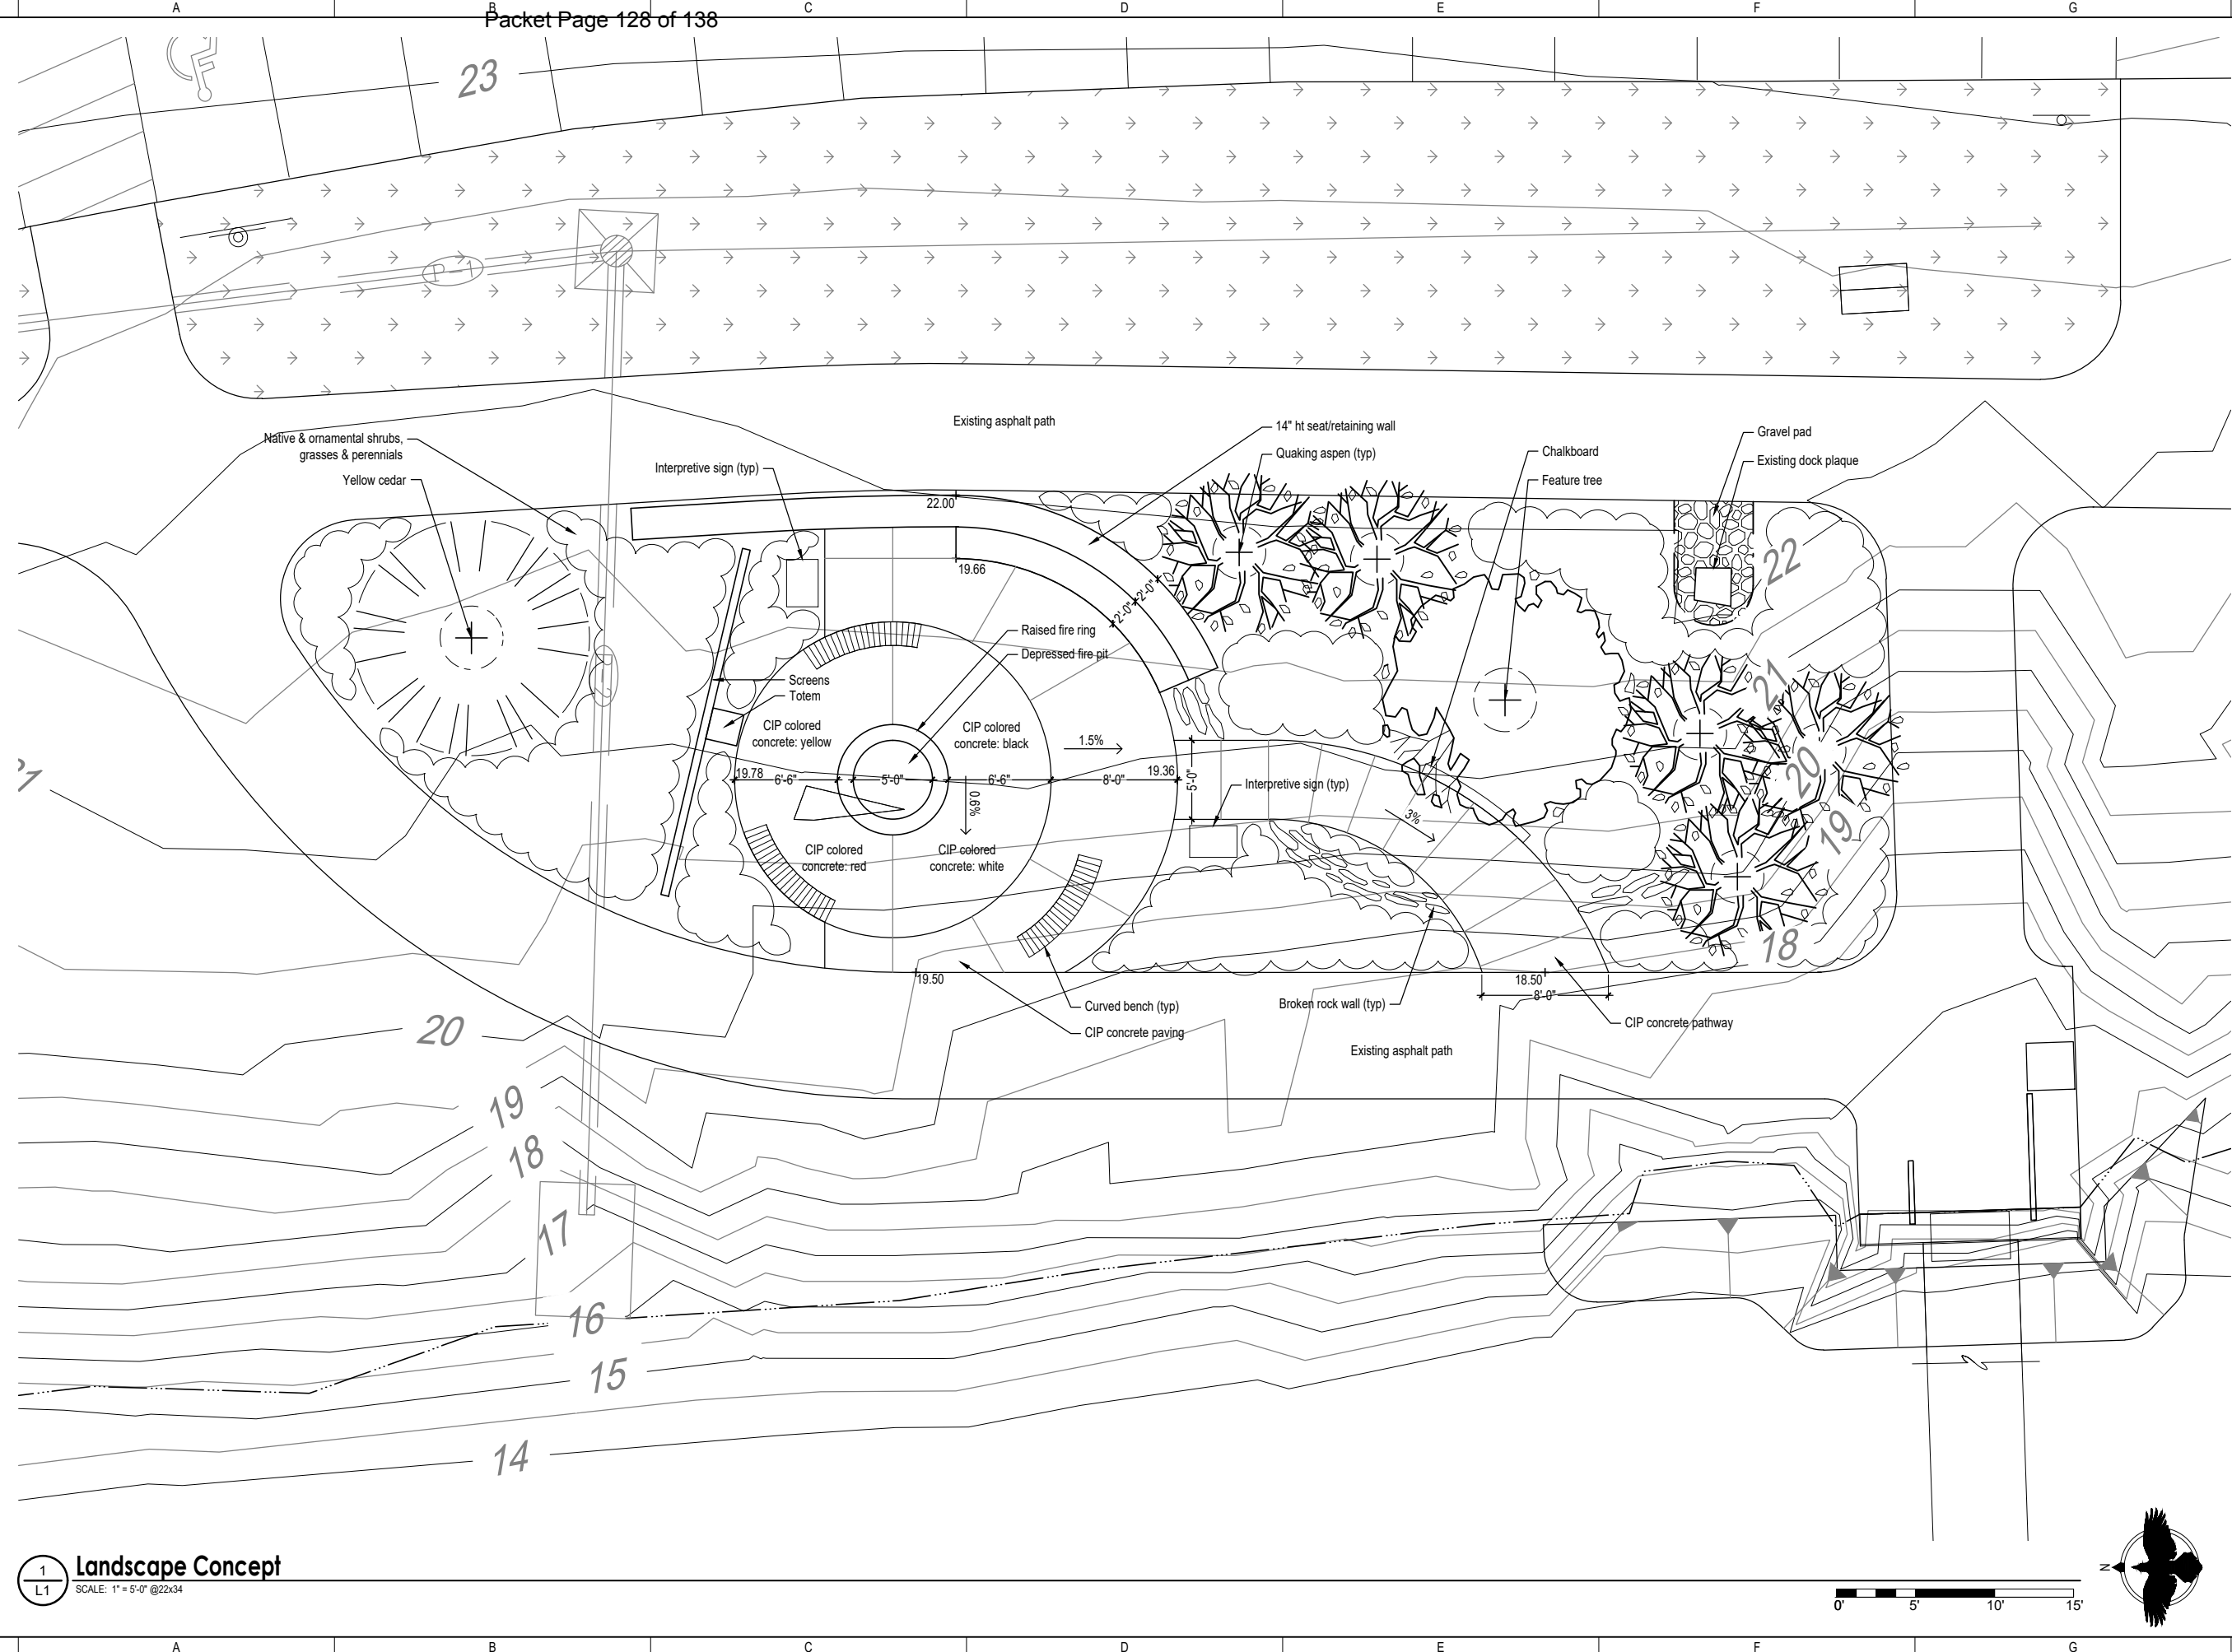 A B C D E F G
Packet Page 128 of 138
23
P-1
Existing asphalt path
14" ht seat/retaining wall
Quaking aspen (typ)
Chalkboard
Feature tree
Gravel pad
Existing dock plaque
Native & ornamental shrubs,
grasses & perennials
Yellow cedar
Interpretive sign (typ)
22.00
19.66
2'-0"
2'-0"
22
Raised fire ring
Depressed fire pit
Screens
Totem
21
CIP colored
concrete: yellow
CIP colored
concrete: black
1.5%
20
19.78
6'-6"
5'-0"
6'-6"
8'-0"
19.36
5'-0"
Interpretive sign (typ)
0.6%
3%
19
21
CIP colored
concrete: red
CIP colored
concrete: white
18
19.50
18.50
8'-0"
Curved bench (typ)
CIP concrete paving
Broken rock wall (typ)
CIP concrete pathway
Existing asphalt path
20
19
18
17
16
15
14
1
L1
Landscape Concept
SCALE: 1" = 5'-0" @22x34
0' 5' 10' 15'
N
A B C D E F G